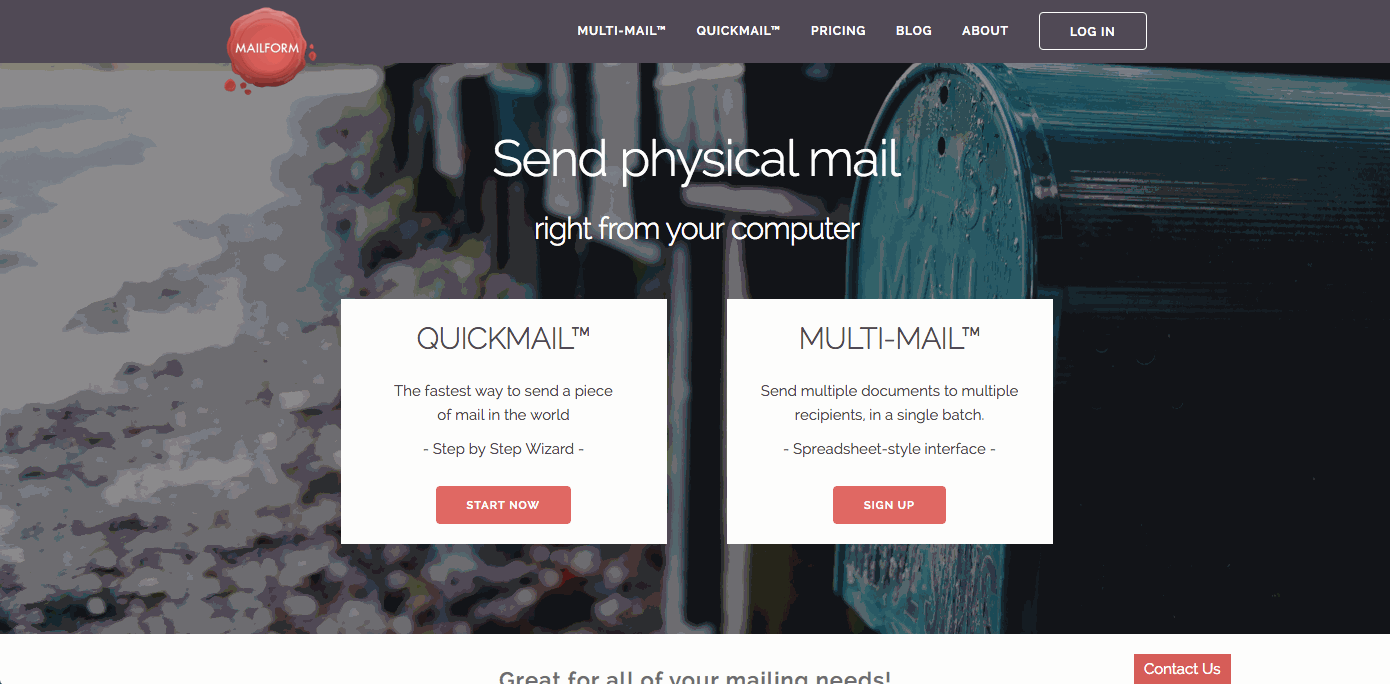 MAILFORM
MULTI-MAIL™ QUICKMAIL™ PRICING BLOG ABOUT LOG IN
Send physical mail
right from your computer
QUICKMAIL™
The fastest way to send a piece
of mail in the world
- Step by Step Wizard -
START NOW
MULTI-MAIL™
Send multiple documents to multiple
recipients, in a single batch.
- Spreadsheet-style interface -
SIGN UP
Great for all of your mailing needs!
Contact Us